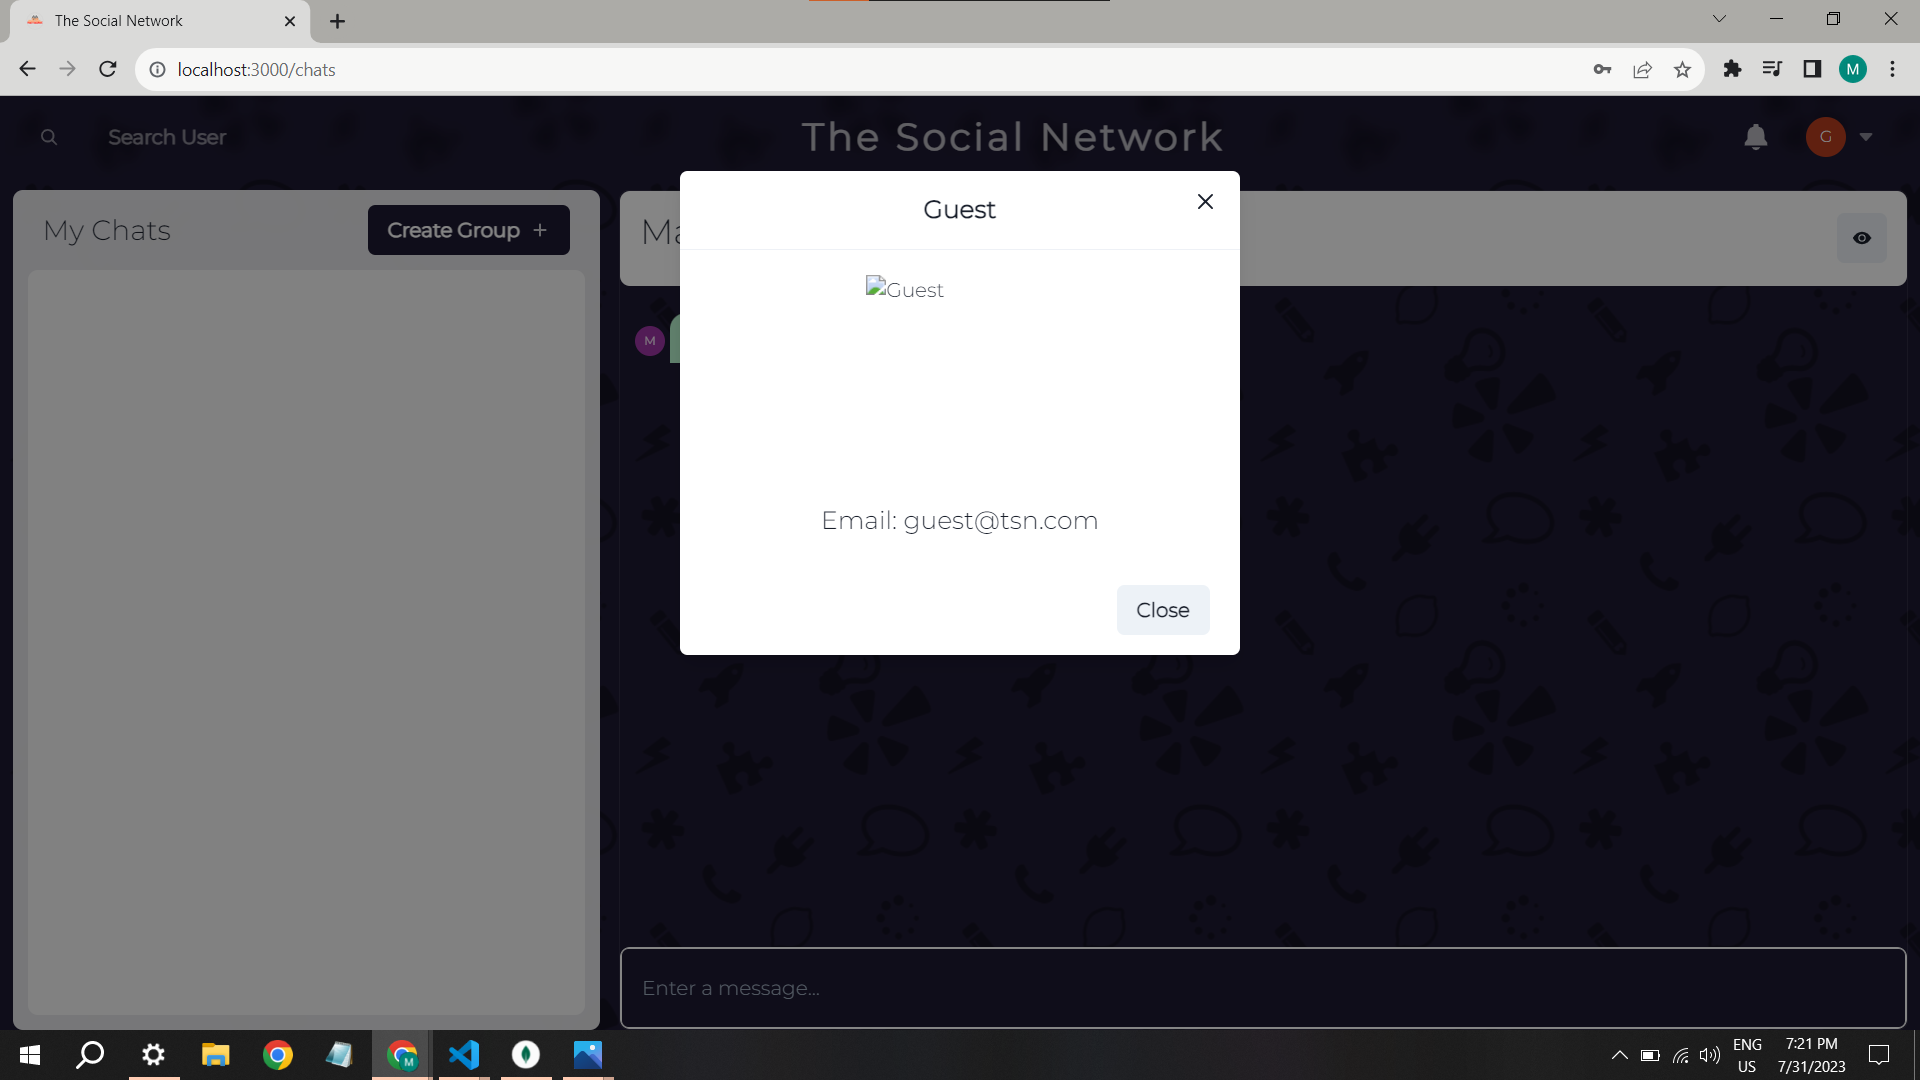 The Social Network
localhost:3000/chats
M
Search User
The Social Network
G
My Chats
Create Group +
Ma
Guest
Guest
M
Email: guest@tsn.com
Close
Enter a message...
M
ENG
US
7:21 PM
7/31/2023